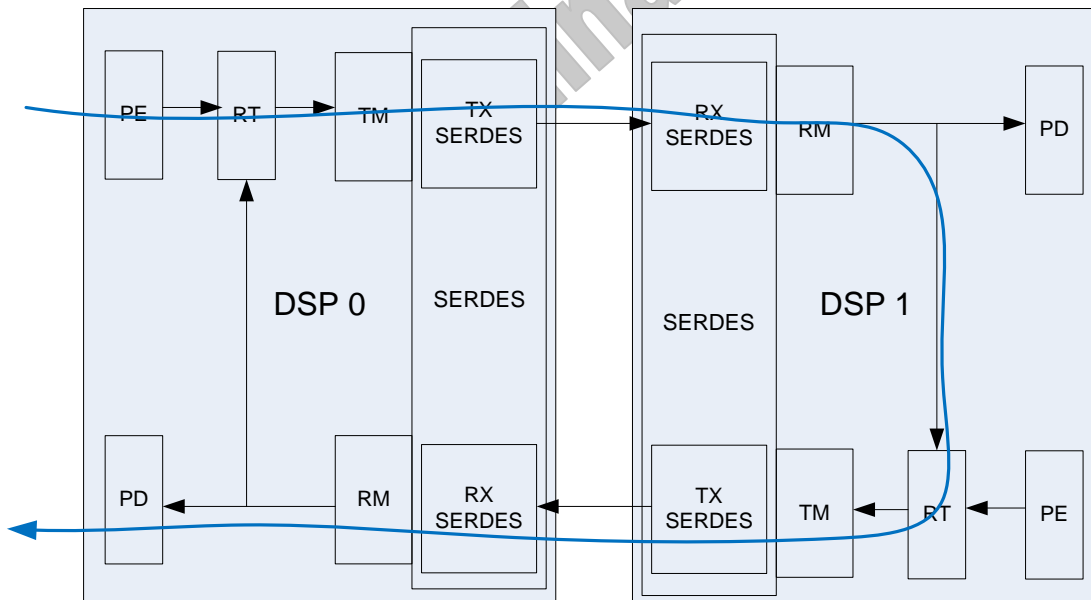 PE
RT
TM
TX
SERDES
RX
SERDES
RM
PD
DSP 0
SERDES
SERDES
DSP 1
PD
RM
RX
SERDES
TX
SERDES
TM
RT
PE